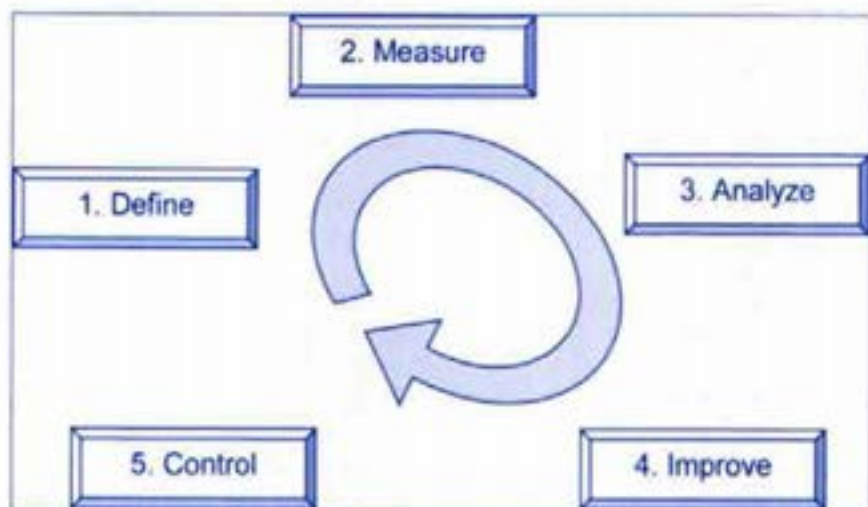 1. Define
2. Measure
3. Analyze
4. Improve
5. Control